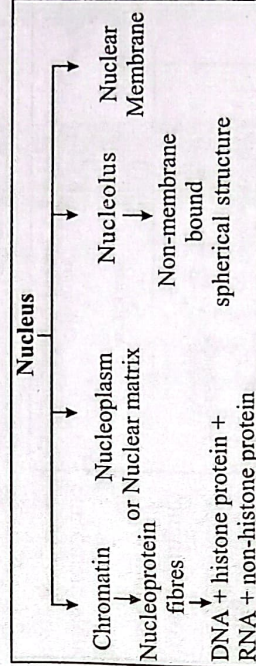 Nucleus
Chromatin
Nucleoprotein
fibres
DNA + histone protein +
RNA + non-histone protein
Nucleoplasm
or Nuclear matrix
Nucleolus
Non-membrane
bound
spherical structure
Nuclear
Membrane